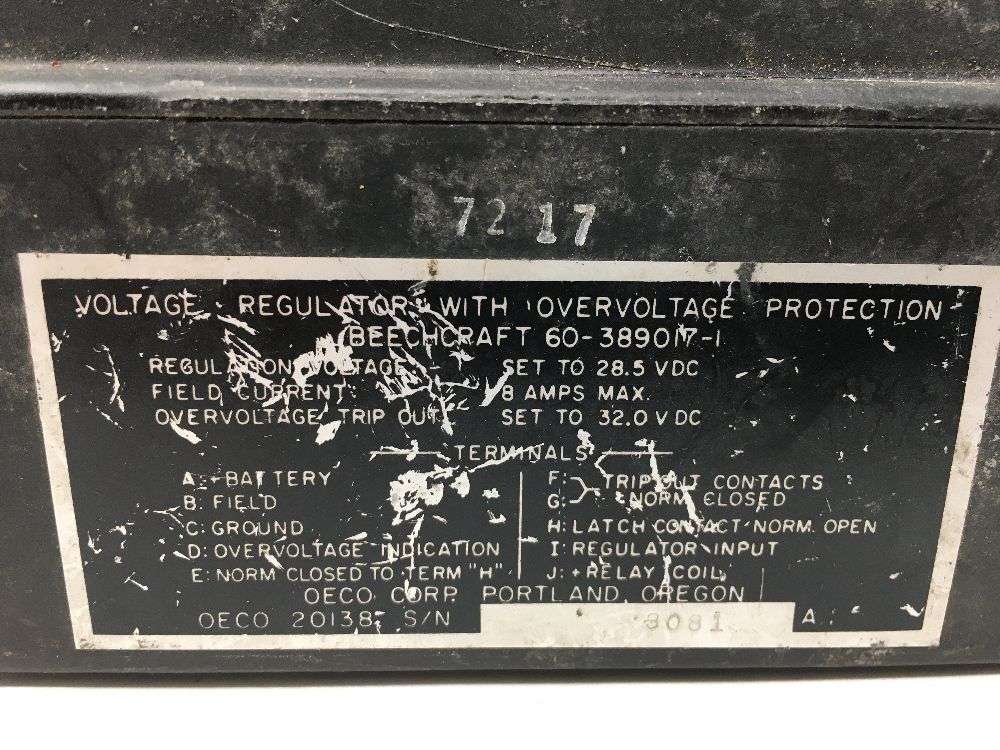 72 17
VOLTAGE REGULATOR WITH OVERVOLTAGE PROTECTION
BEECHCRAFT 60-389017-1
REGULATION VOLTAGE SET TO 28.5 VDC
FIELD CURRENT: 8 AMPS MAX.
OVERVOLTAGE TRIP OUT SET TO 32.0 VDC
TERMINALS
A: +BATTERY
B: FIELD
C: GROUND
D: OVERVOLTAGE INDICATION
E: NORM CLOSED TO TERM "H"
F: TRIP OUT CONTACTS
G: NORM CLOSED
H: LATCH CONTACT NORM. OPEN
I: REGULATOR INPUT
J: + RELAY COIL
OECO CORP. PORTLAND, OREGON
OECO 20138 S/N 3081 A